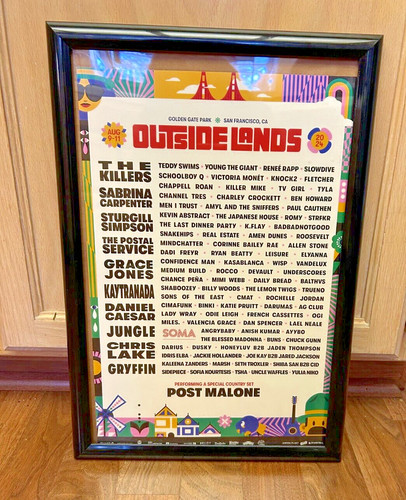 GOLDEN GATE PARK SAN FRANCISCO, CA
AUG 9-11
OUTSIDE LANDS
2024
THE KILLERS
SABRINA CARPENTER
STURGILL SIMPSON
THE POSTAL SERVICE
GRACE JONES
KAYTRANADA
DANIEL CAESAR
JUNGLE
CHRIS LAKE
GRYFFIN
TEDDY SWIMS · YOUNG THE GIANT · RENEÉ RAPP · SLOWDIVE
SCHOOLBOY Q · VICTORIA MONÉT · KNOCK2 · FLETCHER
CHAPPELL ROAN · KILLER MIKE · TV GIRL · TYLA
CHANNEL TRES · CHARLEY CROCKETT · BEN HOWARD
MEN I TRUST · AMYL AND THE SNIFFERS · PAUL CAUTHEN
KEVIN ABSTRACT · THE JAPANESE HOUSE · ROMY · STRFKR
THE LAST DINNER PARTY · K.FLAY · BADBADNOTGOOD
SNAKEHIPS · REAL ESTATE · AMEN DUNES · ROOSEVELT
MINDCHATTER · CORINNE BAILEY RAE · ALLEN STONE
DADI FREYR · RYAN BEATTY · LEISURE · ELYANNA
CONFIDENCE MAN · KASABLANCA · WISP · VANDELUX
MEDIUM BUILD · ROCCO · DEVAULT · UNDERSCORES
CHANCE PEÑA · MIMI WEBB · DAILY BREAD · BALTHVS
SHABOOZEY · BILLY WOODS · THE LEMON TWIGS · TRUENO
SONS OF THE EAST · CMAT · ROCHELLE JORDAN
CIMAFUNK · BINKI · KATIE PRUITT · DARUMAS · AG CLUB
LADY WRAY · ODIE LEIGH · FRENCH CASSETTES · OGI
MILES. · VALENCIA GRACE · DAN SPENCER · LAEL NEALE
SOMA
ANGRYBABY · ANISH KUMAR · AYYBO
THE BLESSED MADONNA · BUNS · CHUCK GUNN
DARIUS · DUSKY · HONEYLUV B2B JADEN THOMPSON
IDRIS ELBA · JACKIE HOLLANDER · JOE KAY B2B JARED JACKSON
KALEENA ZANDERS · MARSH · SETH TROXLER · SHIBA SAN B2B CID
SIDEPIECE · SOFIA KOURTESIS · TSHA · UNCLE WAFFLES · YULIA NIKO
PERFORMING A SPECIAL COUNTRY SET
POST MALONE